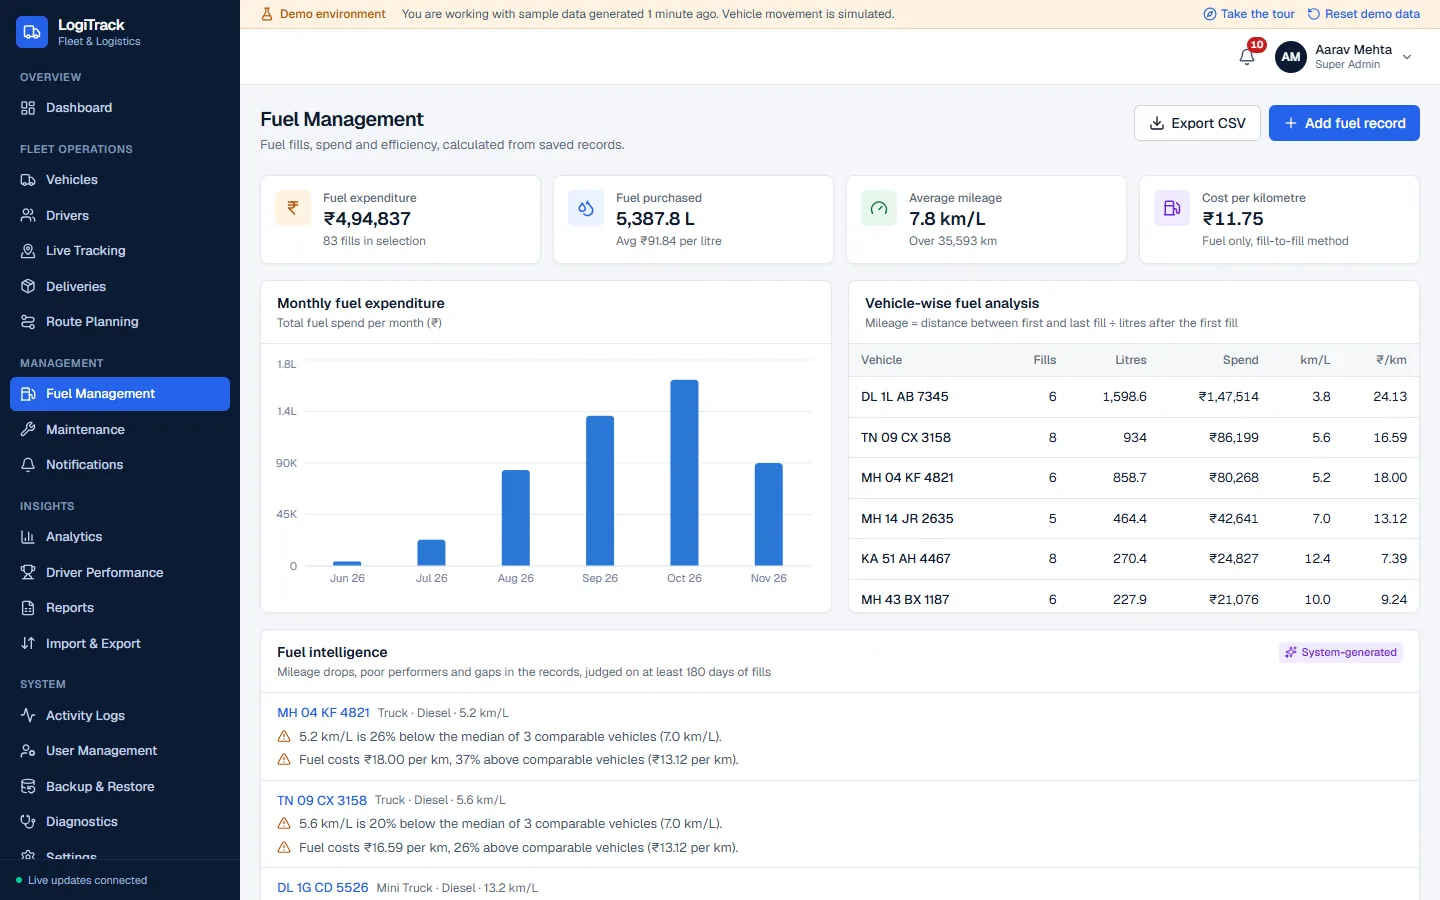 LogiTrack
Fleet & Logistics
OVERVIEW
Dashboard
FLEET OPERATIONS
Vehicles
Drivers
Live Tracking
Deliveries
Route Planning
MANAGEMENT
Fuel Management
Maintenance
Notifications
INSIGHTS
Analytics
Driver Performance
Reports
Import & Export
SYSTEM
Activity Logs
User Management
Backup & Restore
Diagnostics
Settings
Live updates connected
Demo environment You are working with sample data generated 1 minute ago. Vehicle movement is simulated. Take the tour Reset demo data
10
AM
Aarav Mehta
Super Admin
Fuel Management
Fuel fills, spend and efficiency, calculated from saved records.
Export CSV
Add fuel record
Fuel expenditure
₹4,94,837
83 fills in selection
Fuel purchased
5,387.8 L
Avg ₹91.84 per litre
Average mileage
7.8 km/L
Over 35,593 km
Cost per kilometre
₹11.75
Fuel only, fill-to-fill method
Monthly fuel expenditure
Total fuel spend per month (₹)
1.8L
1.4L
90K
45K
0
Jun 26 Jul 26 Aug 26 Sep 26 Oct 26 Nov 26
Vehicle-wise fuel analysis
Mileage = distance between first and last fill ÷ litres after the first fill
Vehicle Fills Litres Spend km/L ₹/km
DL 1L AB 7345 6 1,598.6 ₹1,47,514 3.8 24.13
TN 09 CX 3158 8 934 ₹86,199 5.6 16.59
MH 04 KF 4821 6 858.7 ₹80,268 5.2 18.00
MH 14 JR 2635 5 464.4 ₹42,641 7.0 13.12
KA 51 AH 4467 8 270.4 ₹24,827 12.4 7.39
MH 43 BX 1187 6 227.9 ₹21,076 10.0 9.24
Fuel intelligence
Mileage drops, poor performers and gaps in the records, judged on at least 180 days of fills
System-generated
MH 04 KF 4821 Truck · Diesel · 5.2 km/L
5.2 km/L is 26% below the median of 3 comparable vehicles (7.0 km/L).
Fuel costs ₹18.00 per km, 37% above comparable vehicles (₹13.12 per km).
TN 09 CX 3158 Truck · Diesel · 5.6 km/L
5.6 km/L is 20% below the median of 3 comparable vehicles (7.0 km/L).
Fuel costs ₹16.59 per km, 26% above comparable vehicles (₹13.12 per km).
DL 1G CD 5526 Mini Truck · Diesel · 13.2 km/L